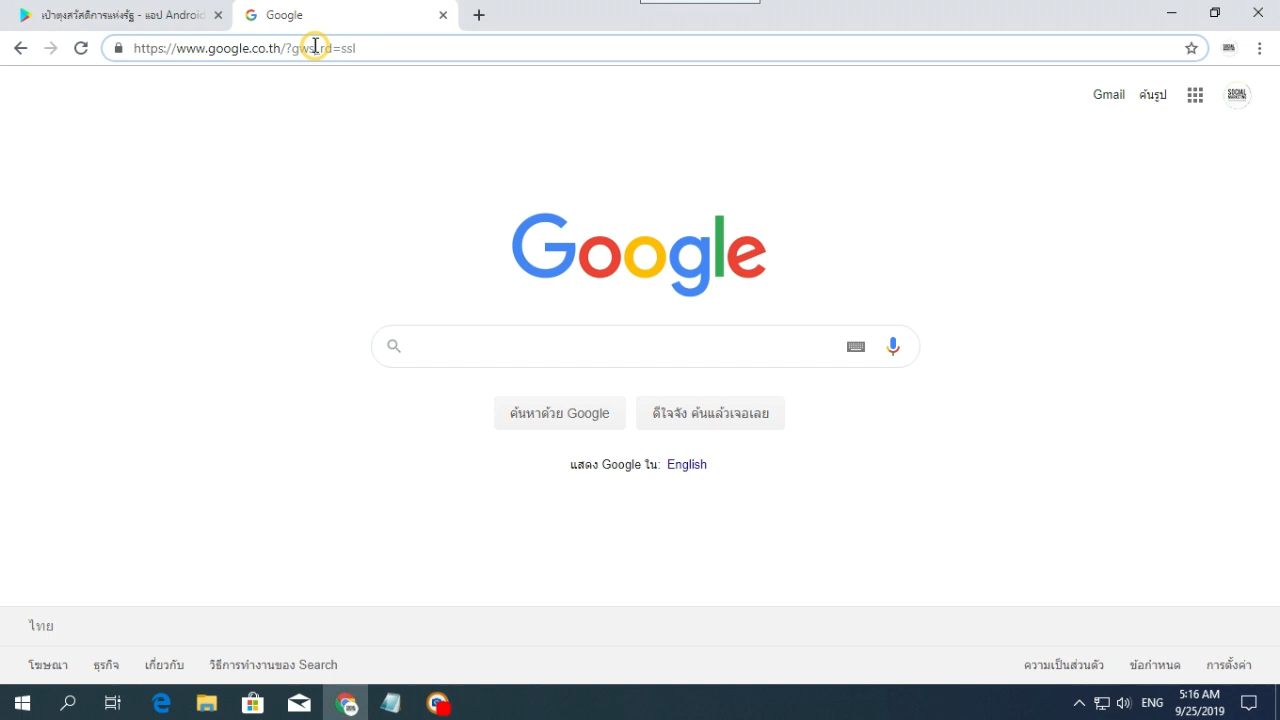 เป๋าตุงสวัสดิการแห่งรัฐ - แอป Android
Google
https://www.google.co.th/?gws_rd=ssl
Gmail ค้นรูป
SOCIAL MARKETING
Google
ค้นหาด้วย Google ดีใจจัง ค้นแล้วเจอเลย
แสดง Google ใน: English
ไทย
โฆษณา ธุรกิจ เกี่ยวกับ วิธีการทำงานของ Search ความเป็นส่วนตัว ข้อกำหนด การตั้งค่า
ENG
5:16 AM
9/25/2019